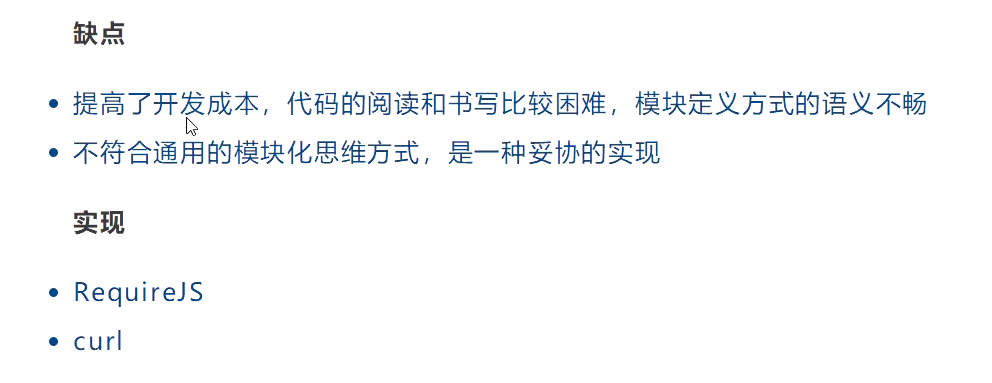 缺点
提高了开发成本，代码的阅读和书写比较困难，模块定义方式的语义不畅
不符合通用的模块化思维方式，是一种妥协的实现
实现
RequireJS
curl